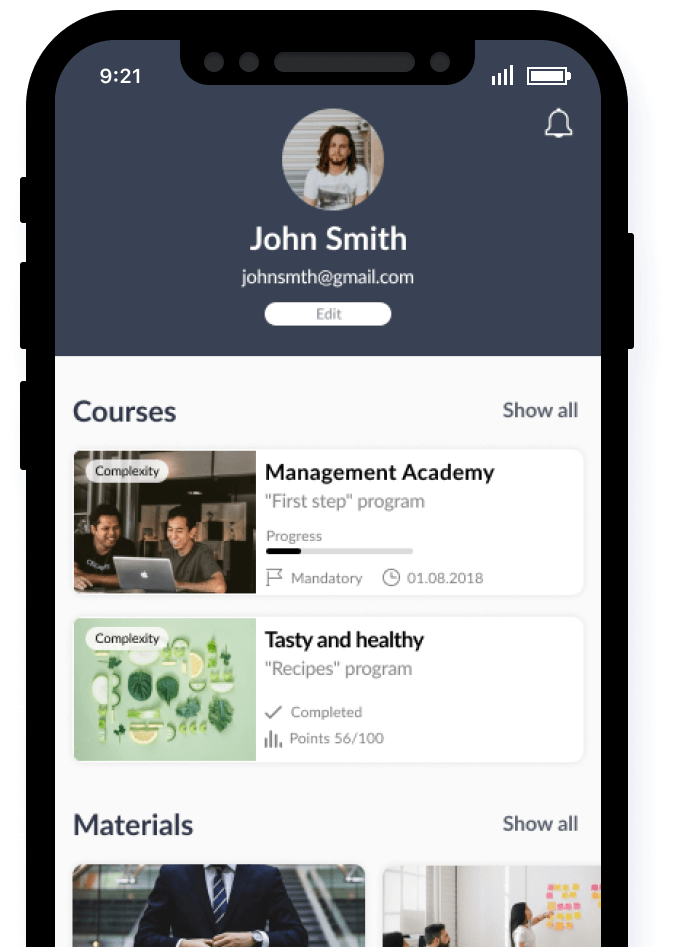 9:21
John Smith
johnsmth@gmail.com
Edit
Courses
Show all
Complexity
Management Academy
"First step" program
Progress
Mandatory
01.08.2018
Complexity
Tasty and healthy
"Recipes" program
Completed
Points 56/100
Materials
Show all